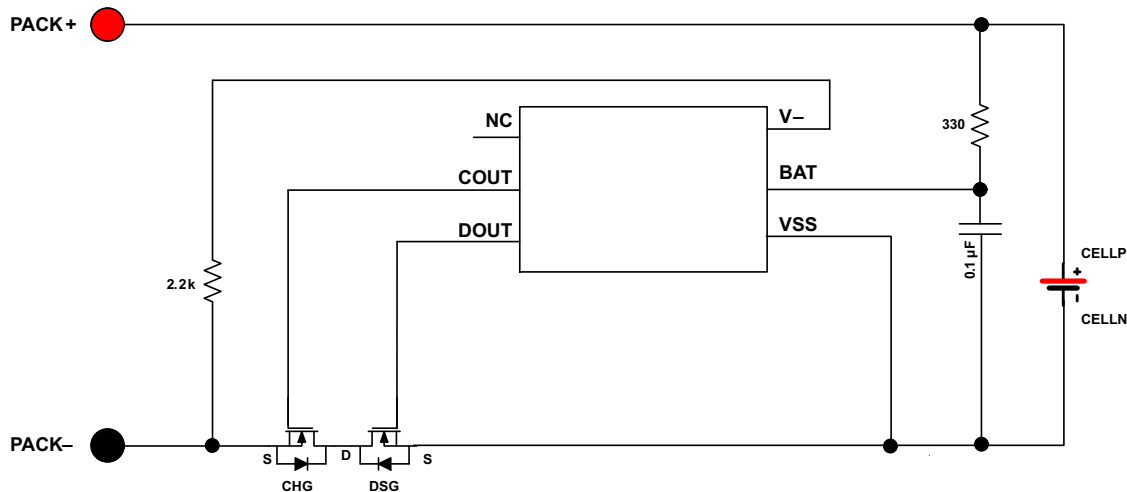 PACK+
NC
V–
330
COUT
BAT
DOUT
VSS
0.1 µF
CELLP
+
2.2k
-
CELLN
PACK–
S
D
S
CHG
DSG